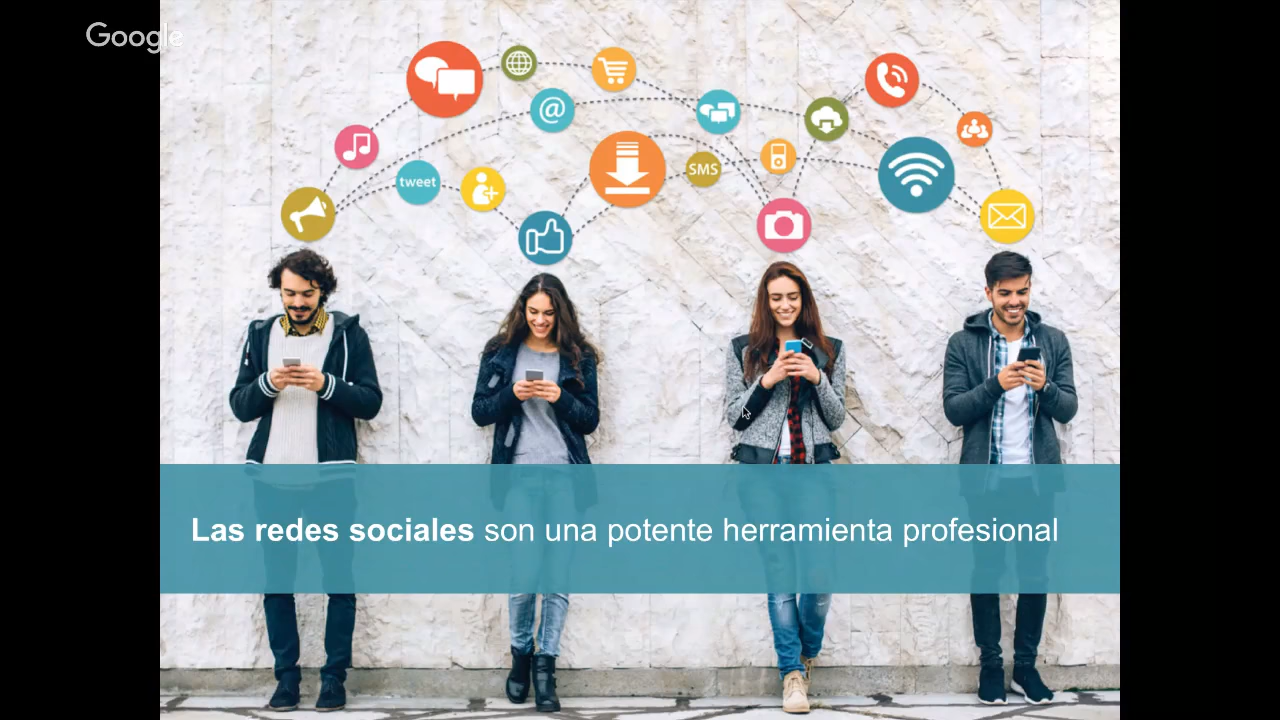 Google
@
tweet
SMS
Las redes sociales son una potente herramienta profesional